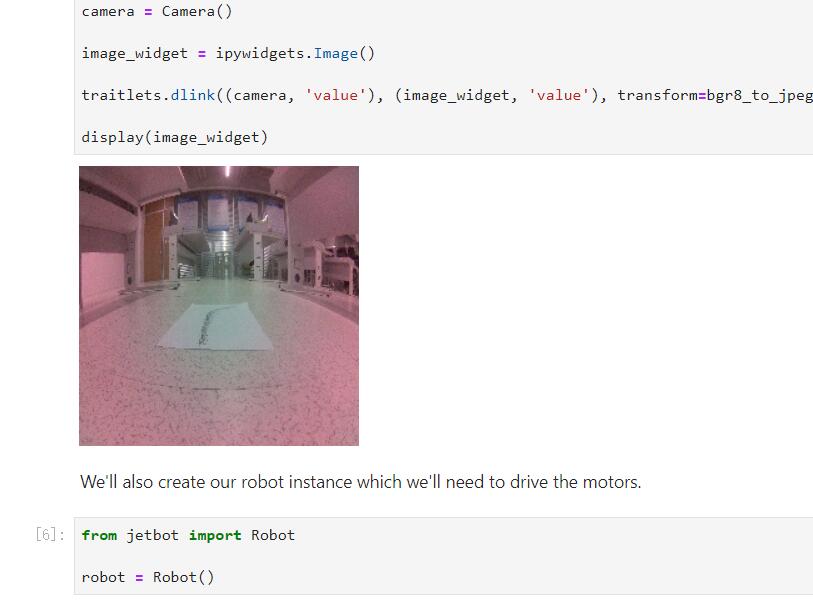 camera = Camera()
image_widget = ipywidgets.Image()
traitlets.dlink((camera, 'value'), (image_widget, 'value'), transform=bgr8_to_jpeg
display(image_widget)
We'll also create our robot instance which we'll need to drive the motors.
[6]: from jetbot import Robot
robot = Robot()